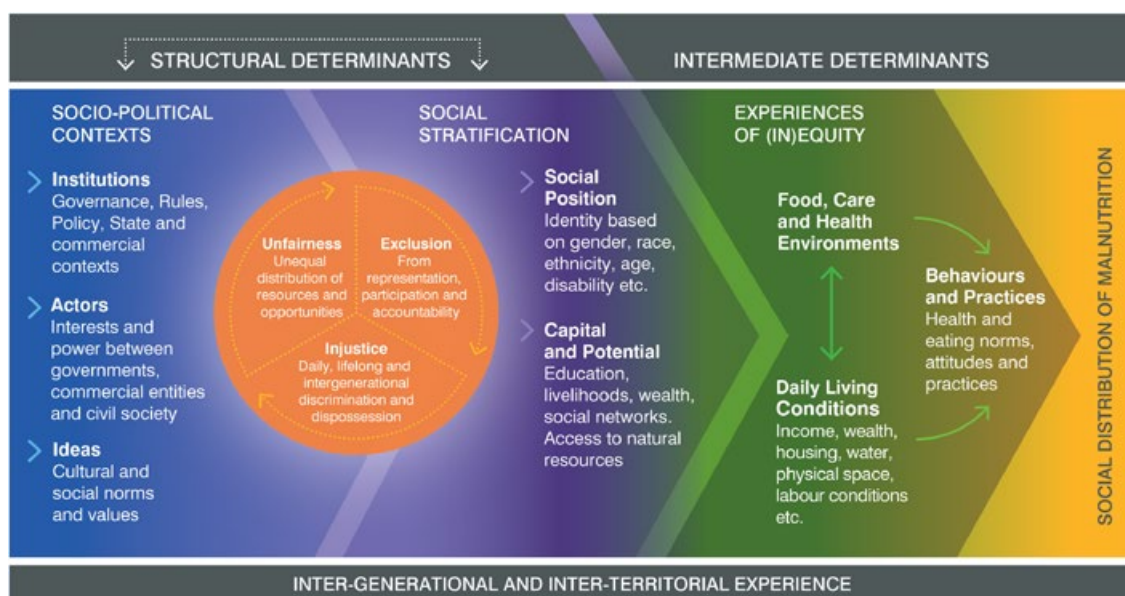 STRUCTURAL DETERMINANTS
INTERMEDIATE DETERMINANTS
SOCIO-POLITICAL
CONTEXTS
Institutions
Governance, Rules,
Policy, State and
commercial
contexts
Actors
Interests and
power between
governments,
commercial entities
and civil society
Ideas
Cultural and
social norms
and values
Unfairness
Unequal
distribution of
resources and
opportunities
Exclusion
From
representation,
participation and
accountability
Injustice
Daily, lifelong and
intergenerational
discrimination and
dispossession
SOCIAL
STRATIFICATION
Social
Position
Identity based
on gender, race,
ethnicity, age,
disability etc.
Capital
and Potential
Education,
livelihoods, wealth,
social networks.
Access to natural
resources
EXPERIENCES
OF (IN)EQUITY
Food, Care
and Health
Environments
Daily Living
Conditions
Income, wealth,
housing, water,
physical space,
labour conditions
etc.
Behaviours
and Practices
Health and
eating norms,
attitudes and
practices
SOCIAL DISTRIBUTION OF MALNUTRITION
INTER-GENERATIONAL AND INTER-TERRITORIAL EXPERIENCE